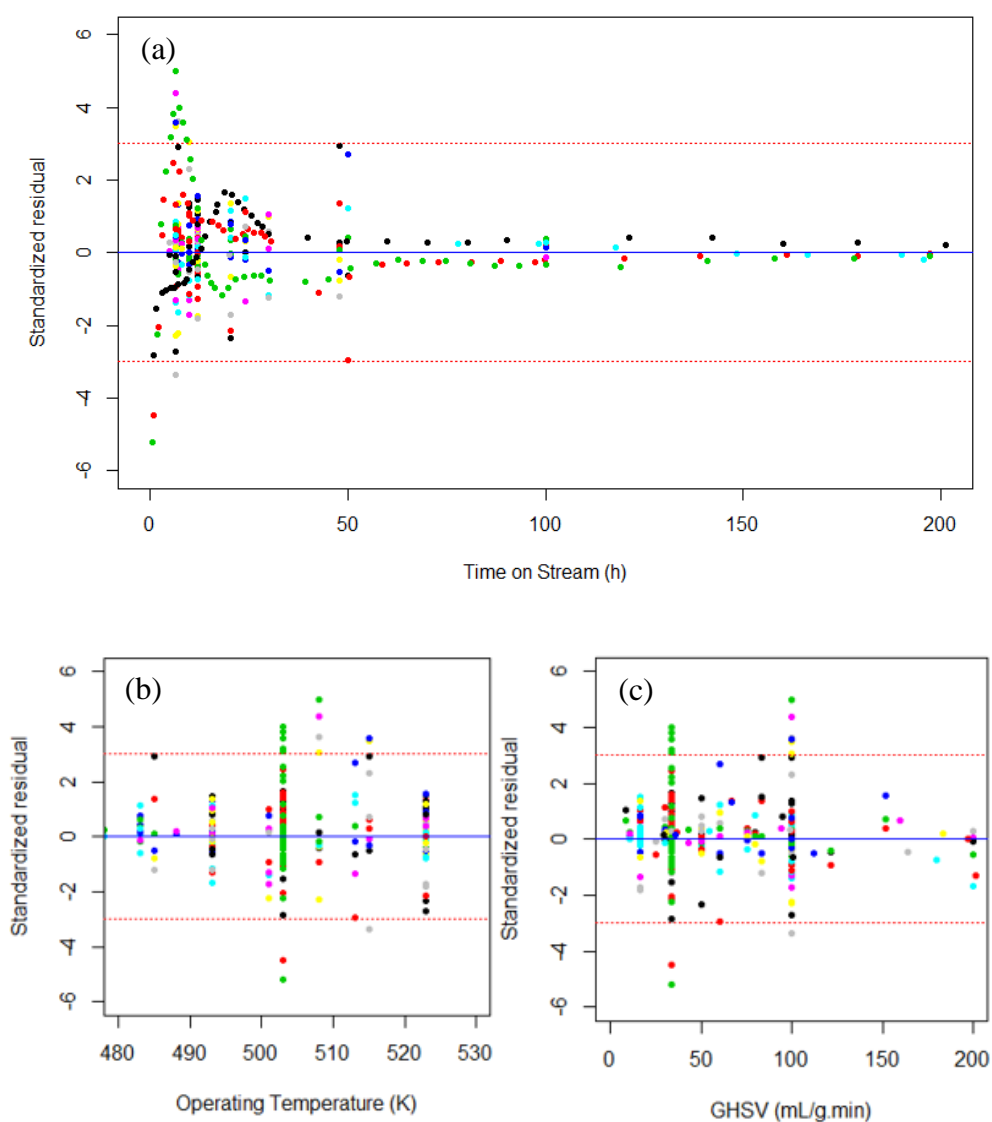 (a)
Standardized residual
6
4
2
0
-2
-4
-6
0 50 100 150 200
Time on Stream (h)
(b)
Standardized residual
6
4
2
0
-2
-4
-6
480 490 500 510 520 530
Operating Temperature (K)
(c)
Standardized residual
6
4
2
0
-2
-4
-6
0 50 100 150 200
GHSV (mL/g.min)